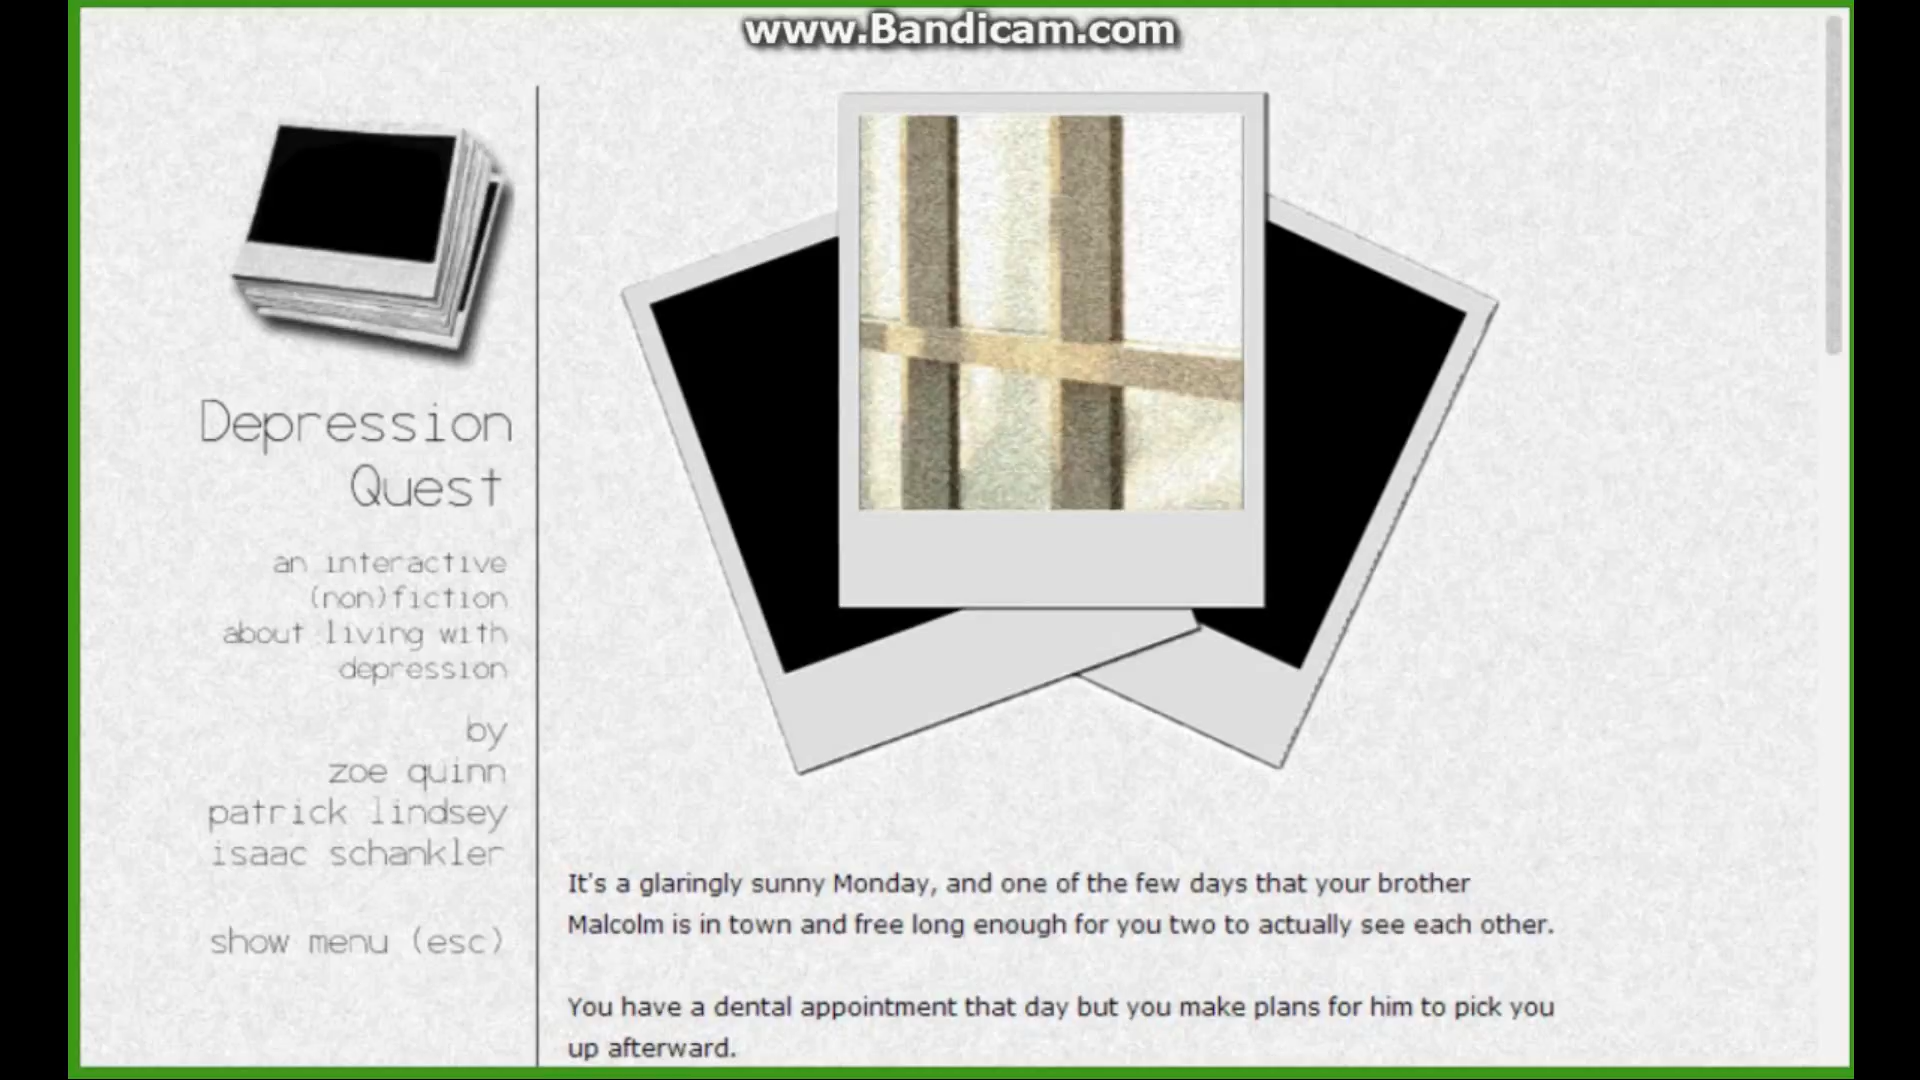 www.Bandicam.com
Depression
Quest
an interactive
(non)fiction
about living with
depression
by
zoe quinn
patrick lindsey
isaac schankler
show menu (esc)
It's a glaringly sunny Monday, and one of the few days that your brother
Malcolm is in town and free long enough for you two to actually see each other.
You have a dental appointment that day but you make plans for him to pick you
up afterward.